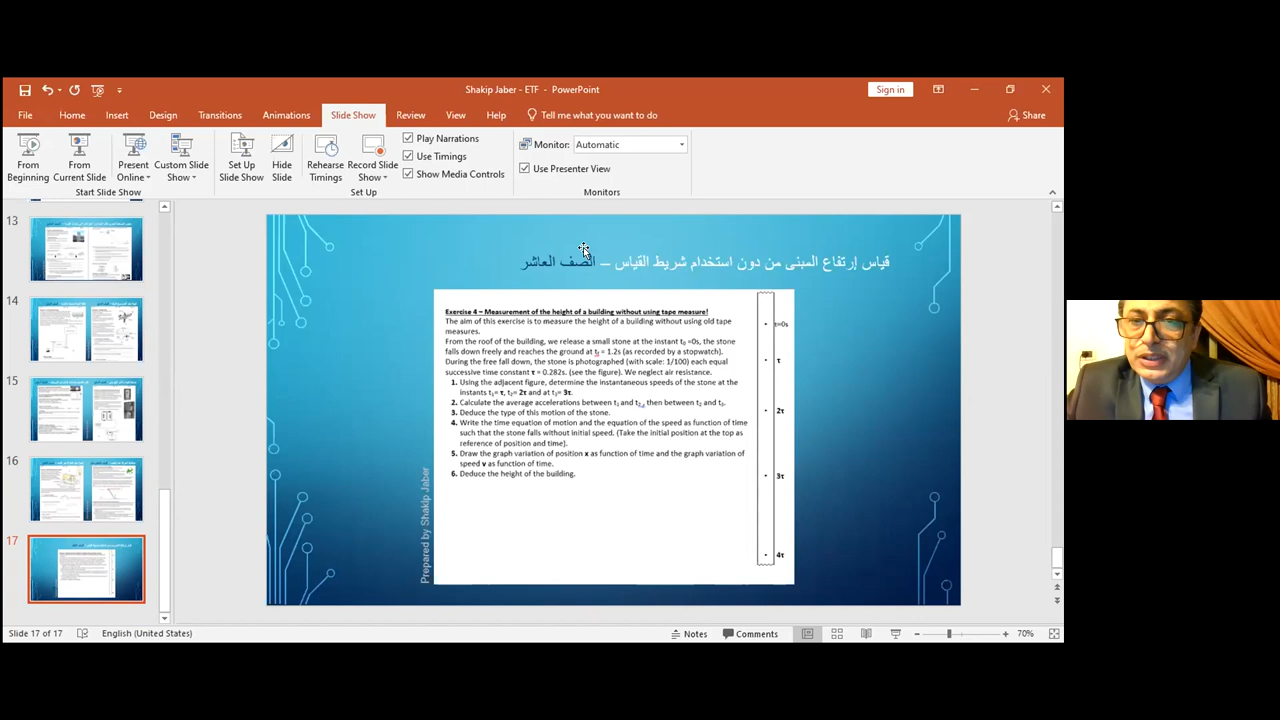 Shakip Jaber - ETF - PowerPoint
Sign in
File Home Insert Design Transitions Animations Slide Show Review View Help Tell me what you want to do
Share
From Beginning
From Current Slide
Present Online
Custom Slide Show
Start Slide Show
Set Up Slide Show
Hide Slide
Rehearse Timings
Record Slide Show
Play Narrations
Use Timings
Show Media Controls
Set Up
Monitor: Automatic
Use Presenter View
Monitors
13
14
15
16
17
قياس إرتفاع المبنى من دون استخدام شريط القياس – الصف العاشر
Exercise 4 – Measurement of the height of a building without using tape measure!
The aim of this exercise is to measure the height of a building without using old tape
measures.
From the roof of the building, we release a small stone at the instant t₀ =0s, the stone
falls down freely and reaches the ground at = 1.2s (as recorded by a stopwatch).
During the free fall down, the stone is photographed (with scale: 1/100) each equal
successive time constant τ = 0.282s. (see the figure). We neglect air resistance.
1. Using the adjacent figure, determine the instantaneous speeds of the stone at the
instants t₁= τ, t₂= 2τ and at t₃= 3τ.
2. Calculate the average accelerations between t₁ and t₂, then between t₂ and t₃.
3. Deduce the type of this motion of the stone.
4. Write the time equation of motion and the equation of the speed as function of time
such that the stone falls without initial speed. (Take the initial position at the top as
reference of position and time).
5. Draw the graph variation of position x as function of time and the graph variation of
speed v as function of time.
6. Deduce the height of the building.
t=0s
τ
2τ
3τ
4τ
Prepared by Shakip Jaber
Slide 17 of 17
English (United States)
Notes
Comments
70%